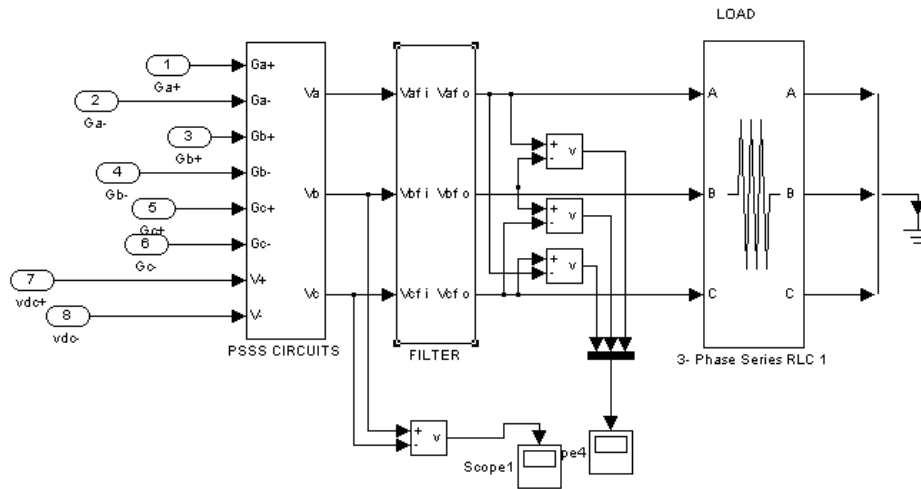 LOAD
1
Ga+
2
Ga-
3
Gb+
4
Gb-
5
Gc+
6
Gc-
7
vdc+
8
vdc-
Ga+
Ga-
Gb+
Gb-
Gc+
Gc-
V+
V-
Va
Vb
Vc
PSSS CIRCUITS
Vafi
Vafo
Vbfi
Vbfo
Vcfi
Vcfo
FILTER
+
-
v
+
-
v
+
-
v
A
A
B
B
C
C
3- Phase Series RLC 1
+
-
v
Scope1
pe4